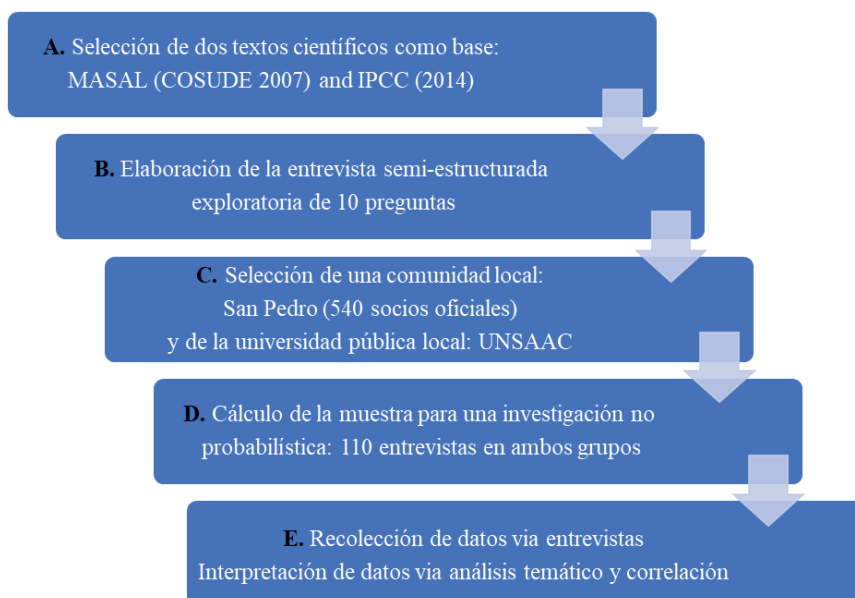 A. Selección de dos textos científicos como base:
MASAL (COSUDE 2007) and IPCC (2014)
B. Elaboración de la entrevista semi-estructurada
exploratoria de 10 preguntas
C. Selección de una comunidad local:
San Pedro (540 socios oficiales)
y de la universidad pública local: UNSAAC
D. Cálculo de la muestra para una investigación no
probabilística: 110 entrevistas en ambos grupos
E. Recolección de datos via entrevistas
Interpretación de datos via análisis temático y correlación